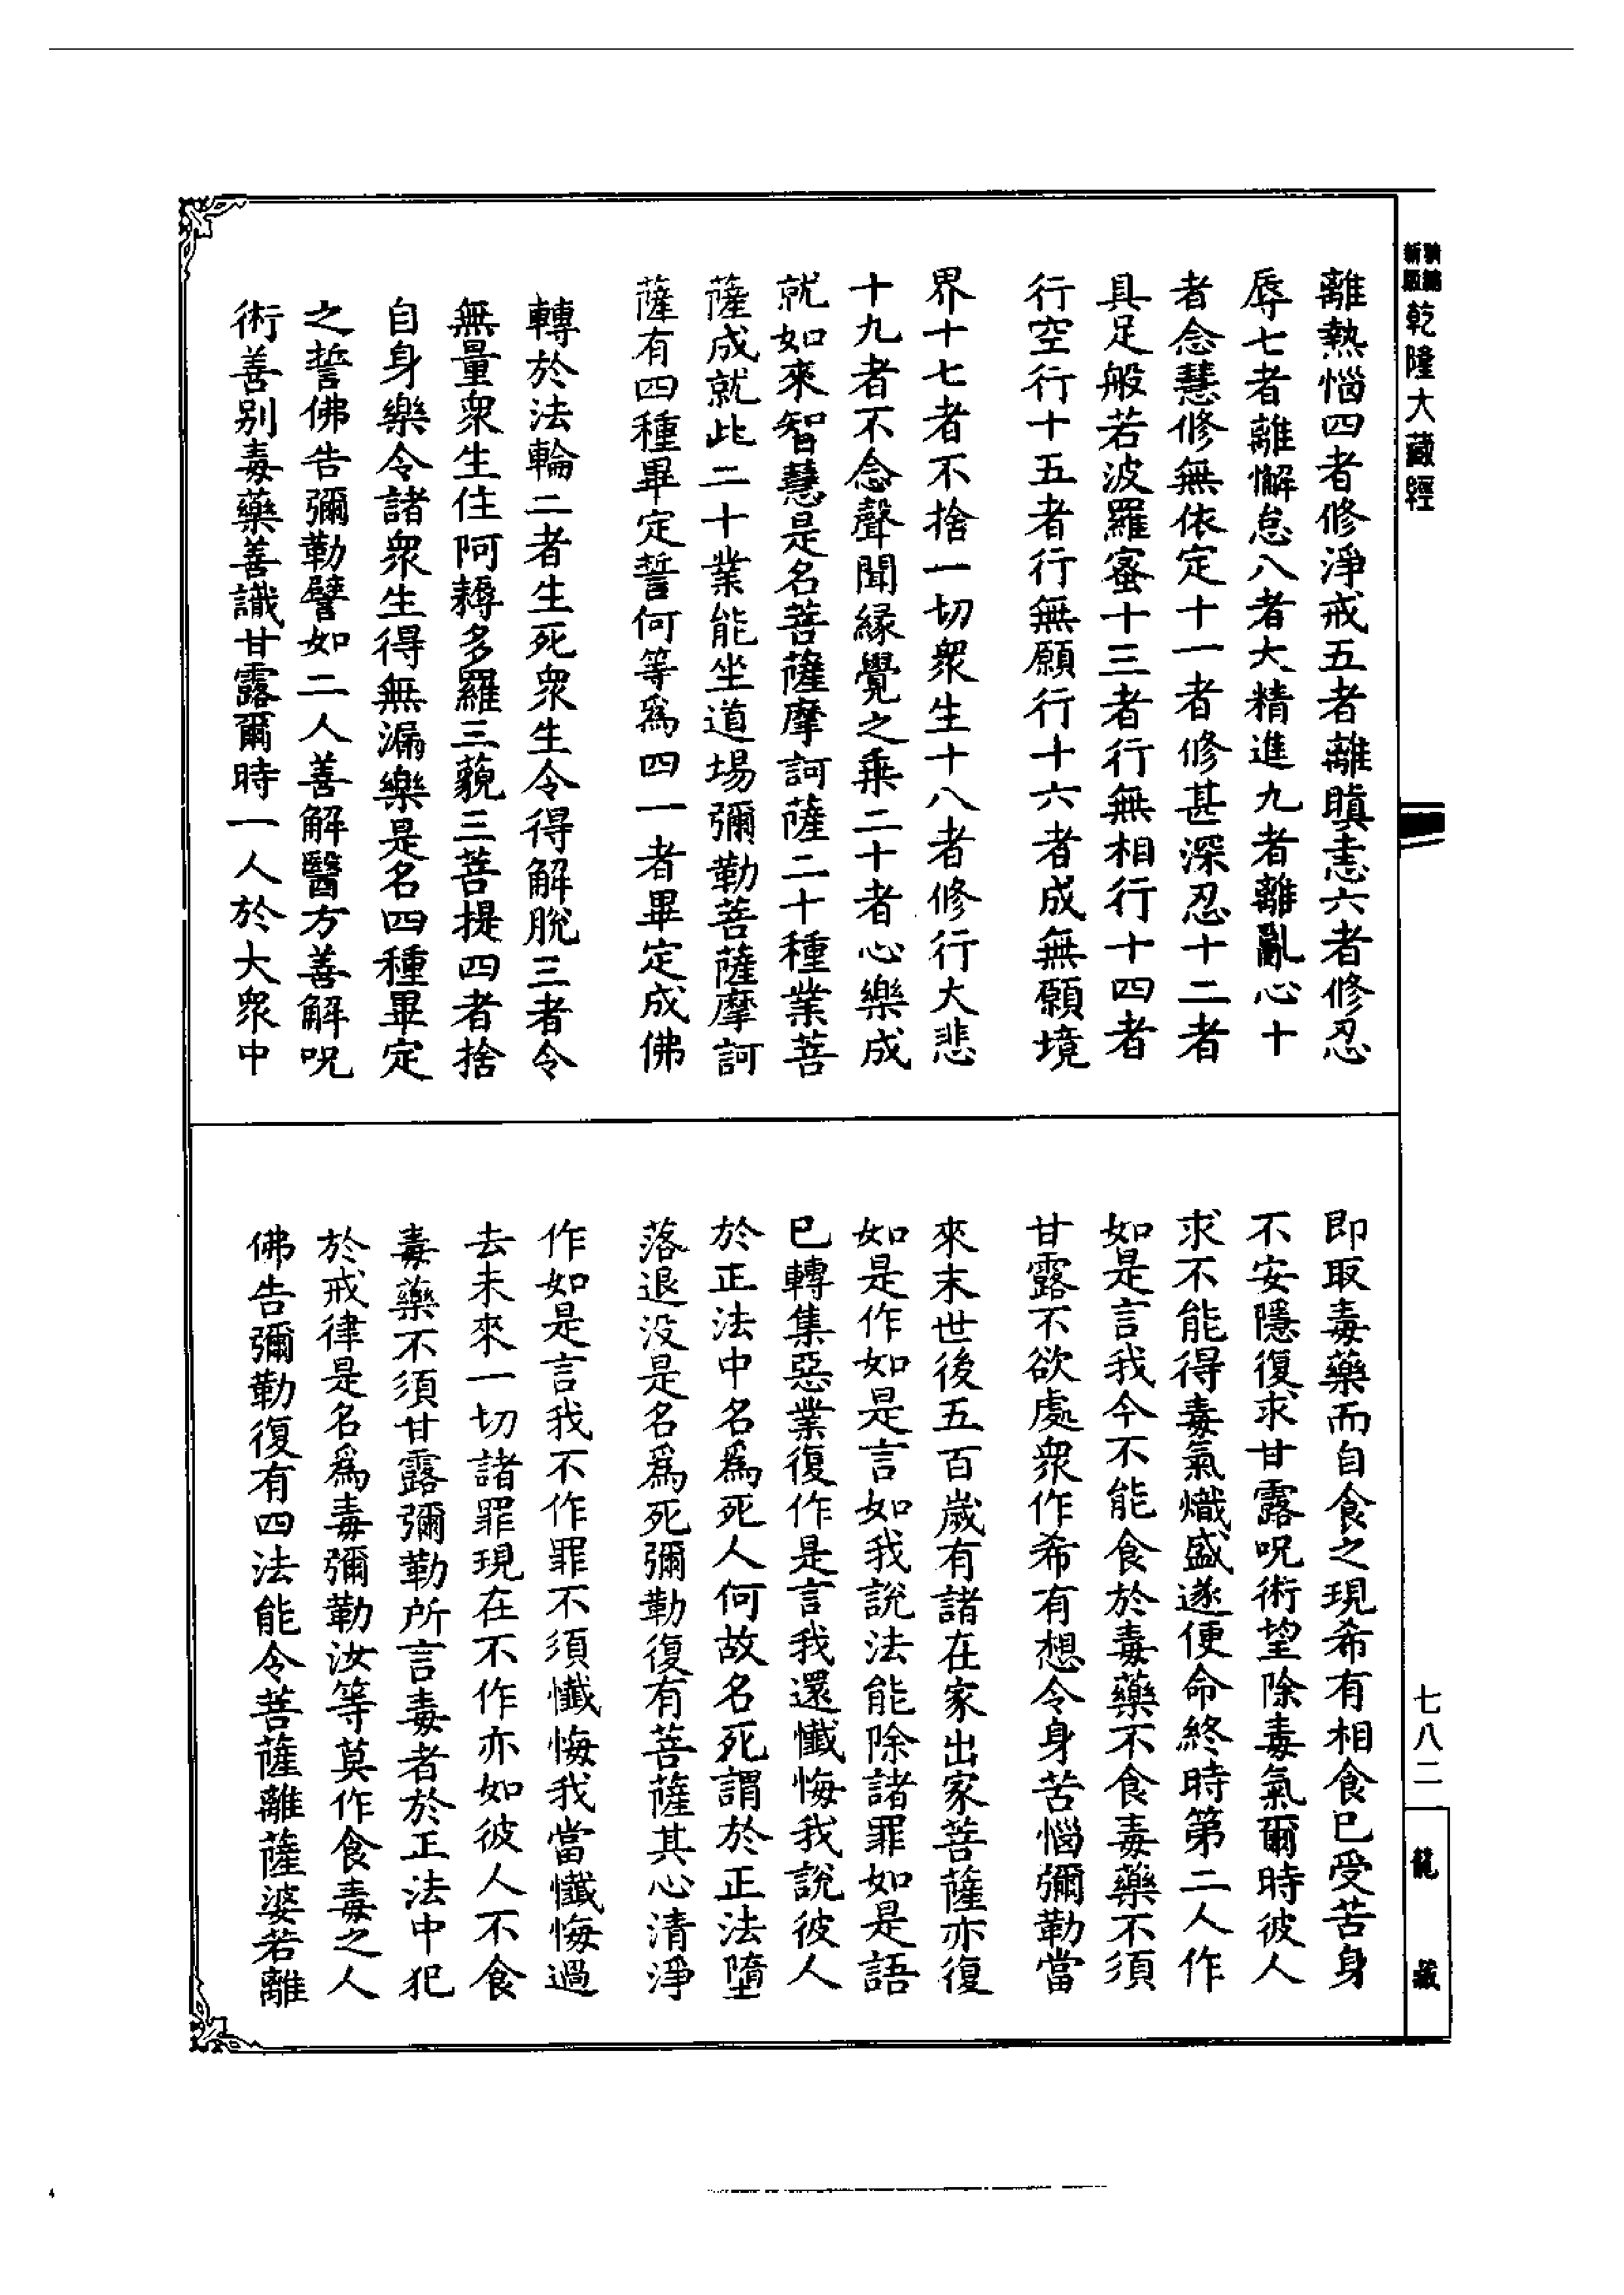 新編
新版
乾隆大藏經
離熱惱四者修淨戒五者離瞋恚六者修忍
辱七者離懈怠八者大精進九者離亂心十
者念慧修無依定十一者修甚深忍十二者
具足般若波羅蜜十三者行無相行十四者
行空行十五者行無願行十六者成無願境
界十七者不捨一切衆生十八者修行大悲
十九者不念聲聞緣覺之乗二十者心樂成
就如來智慧是名菩薩摩訶薩二十種業菩
薩成就此二十業能坐道場彌勒菩薩摩訶
薩有四種畢定誓何等爲四一者畢定成佛
轉於法輪二者生死衆生令得解脫三者令
無量衆生住阿耨多羅三藐三菩提四者捨
自身樂令諸衆生得無漏樂是名四種畢定
之誓佛告彌勒譬如二人善解醫方善解呪
術善别毒藥善識甘露爾時一人於大衆中
即取毒藥而自食之現希有相食已受苦身
不安隱復求甘露呪術望除毒氣爾時彼人
求不能得毒氣熾盛遂便命終時第二人作
如是言我今不能食於毒藥不食毒藥不須
甘露不欲處衆作希有想令身苦惱彌勒當
來末世後五百歲有諸在家出家菩薩亦復
如是作如是言如我說法能除諸罪如是語
已轉集惡業復作是言我還懺悔我說彼人
於正法中名爲死人何故名死謂於正法墮
落退没是名爲死彌勒復有菩薩其心清淨
作如是言我不作罪不須懺悔我當懺悔過
去未來一切諸罪現在不作亦如彼人不食
毒藥不須甘露彌勒所言毒者於正法中犯
於戒律是名爲毒彌勒汝等莫作食毒之人
佛告彌勒復有四法能令菩薩離薩婆若離
七八二
龍藏
4